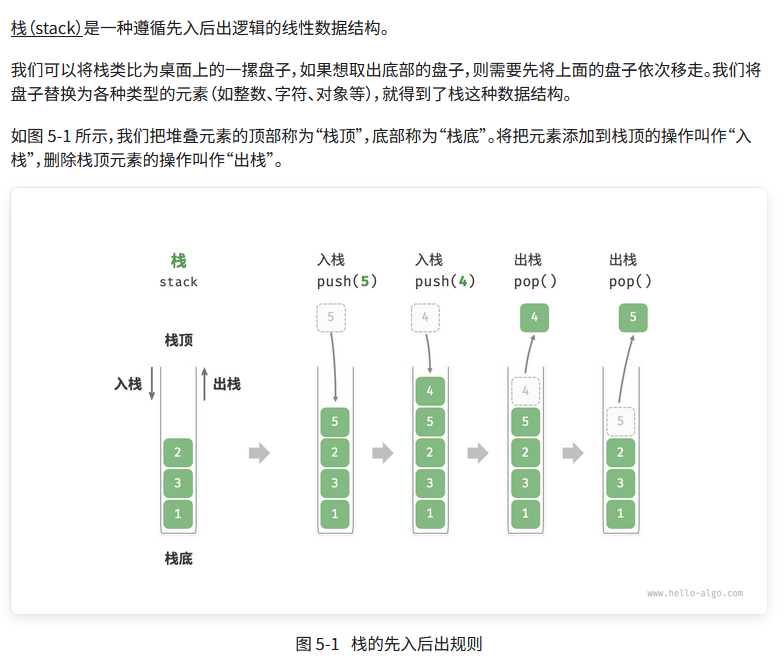 栈（stack）是一种遵循先入后出逻辑的线性数据结构。
我们可以将栈类比为桌面上的一摞盘子，如果想取出底部的盘子，则需要先将上面的盘子依次移走。我们将
盘子替换为各种类型的元素（如整数、字符、对象等），就得到了栈这种数据结构。
如图 5-1 所示，我们把堆叠元素的顶部称为“栈顶”，底部称为“栈底”。将把元素添加到栈顶的操作叫作“入
栈”，删除栈顶元素的操作叫作“出栈”。
栈
stack
栈顶
入栈
出栈
2
3
1
栈底
入栈
push(5)
5
5
2
3
1
入栈
push(4)
4
4
5
2
3
1
出栈
pop()
4
4
5
2
3
1
出栈
pop()
5
5
2
3
1
www.hello-algo.com
图 5-1 栈的先入后出规则